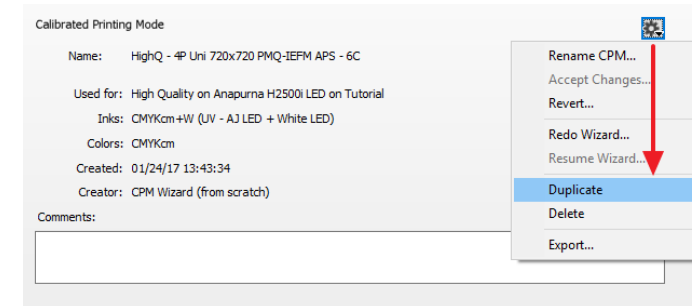 Calibrated Printing Mode
Name: HighQ - 4P Uni 720x720 PMQ-IEFM APS - 6C
Used for: High Quality on Anapurna H2500i LED on Tutorial
Inks: CMYKcm+W (UV - AJ LED + White LED)
Colors: CMYKcm
Created: 01/24/17 13:43:34
Creator: CPM Wizard (from scratch)
Comments:
Rename CPM...
Accept Changes...
Revert...
Redo Wizard...
Resume Wizard...
Duplicate
Delete
Export...